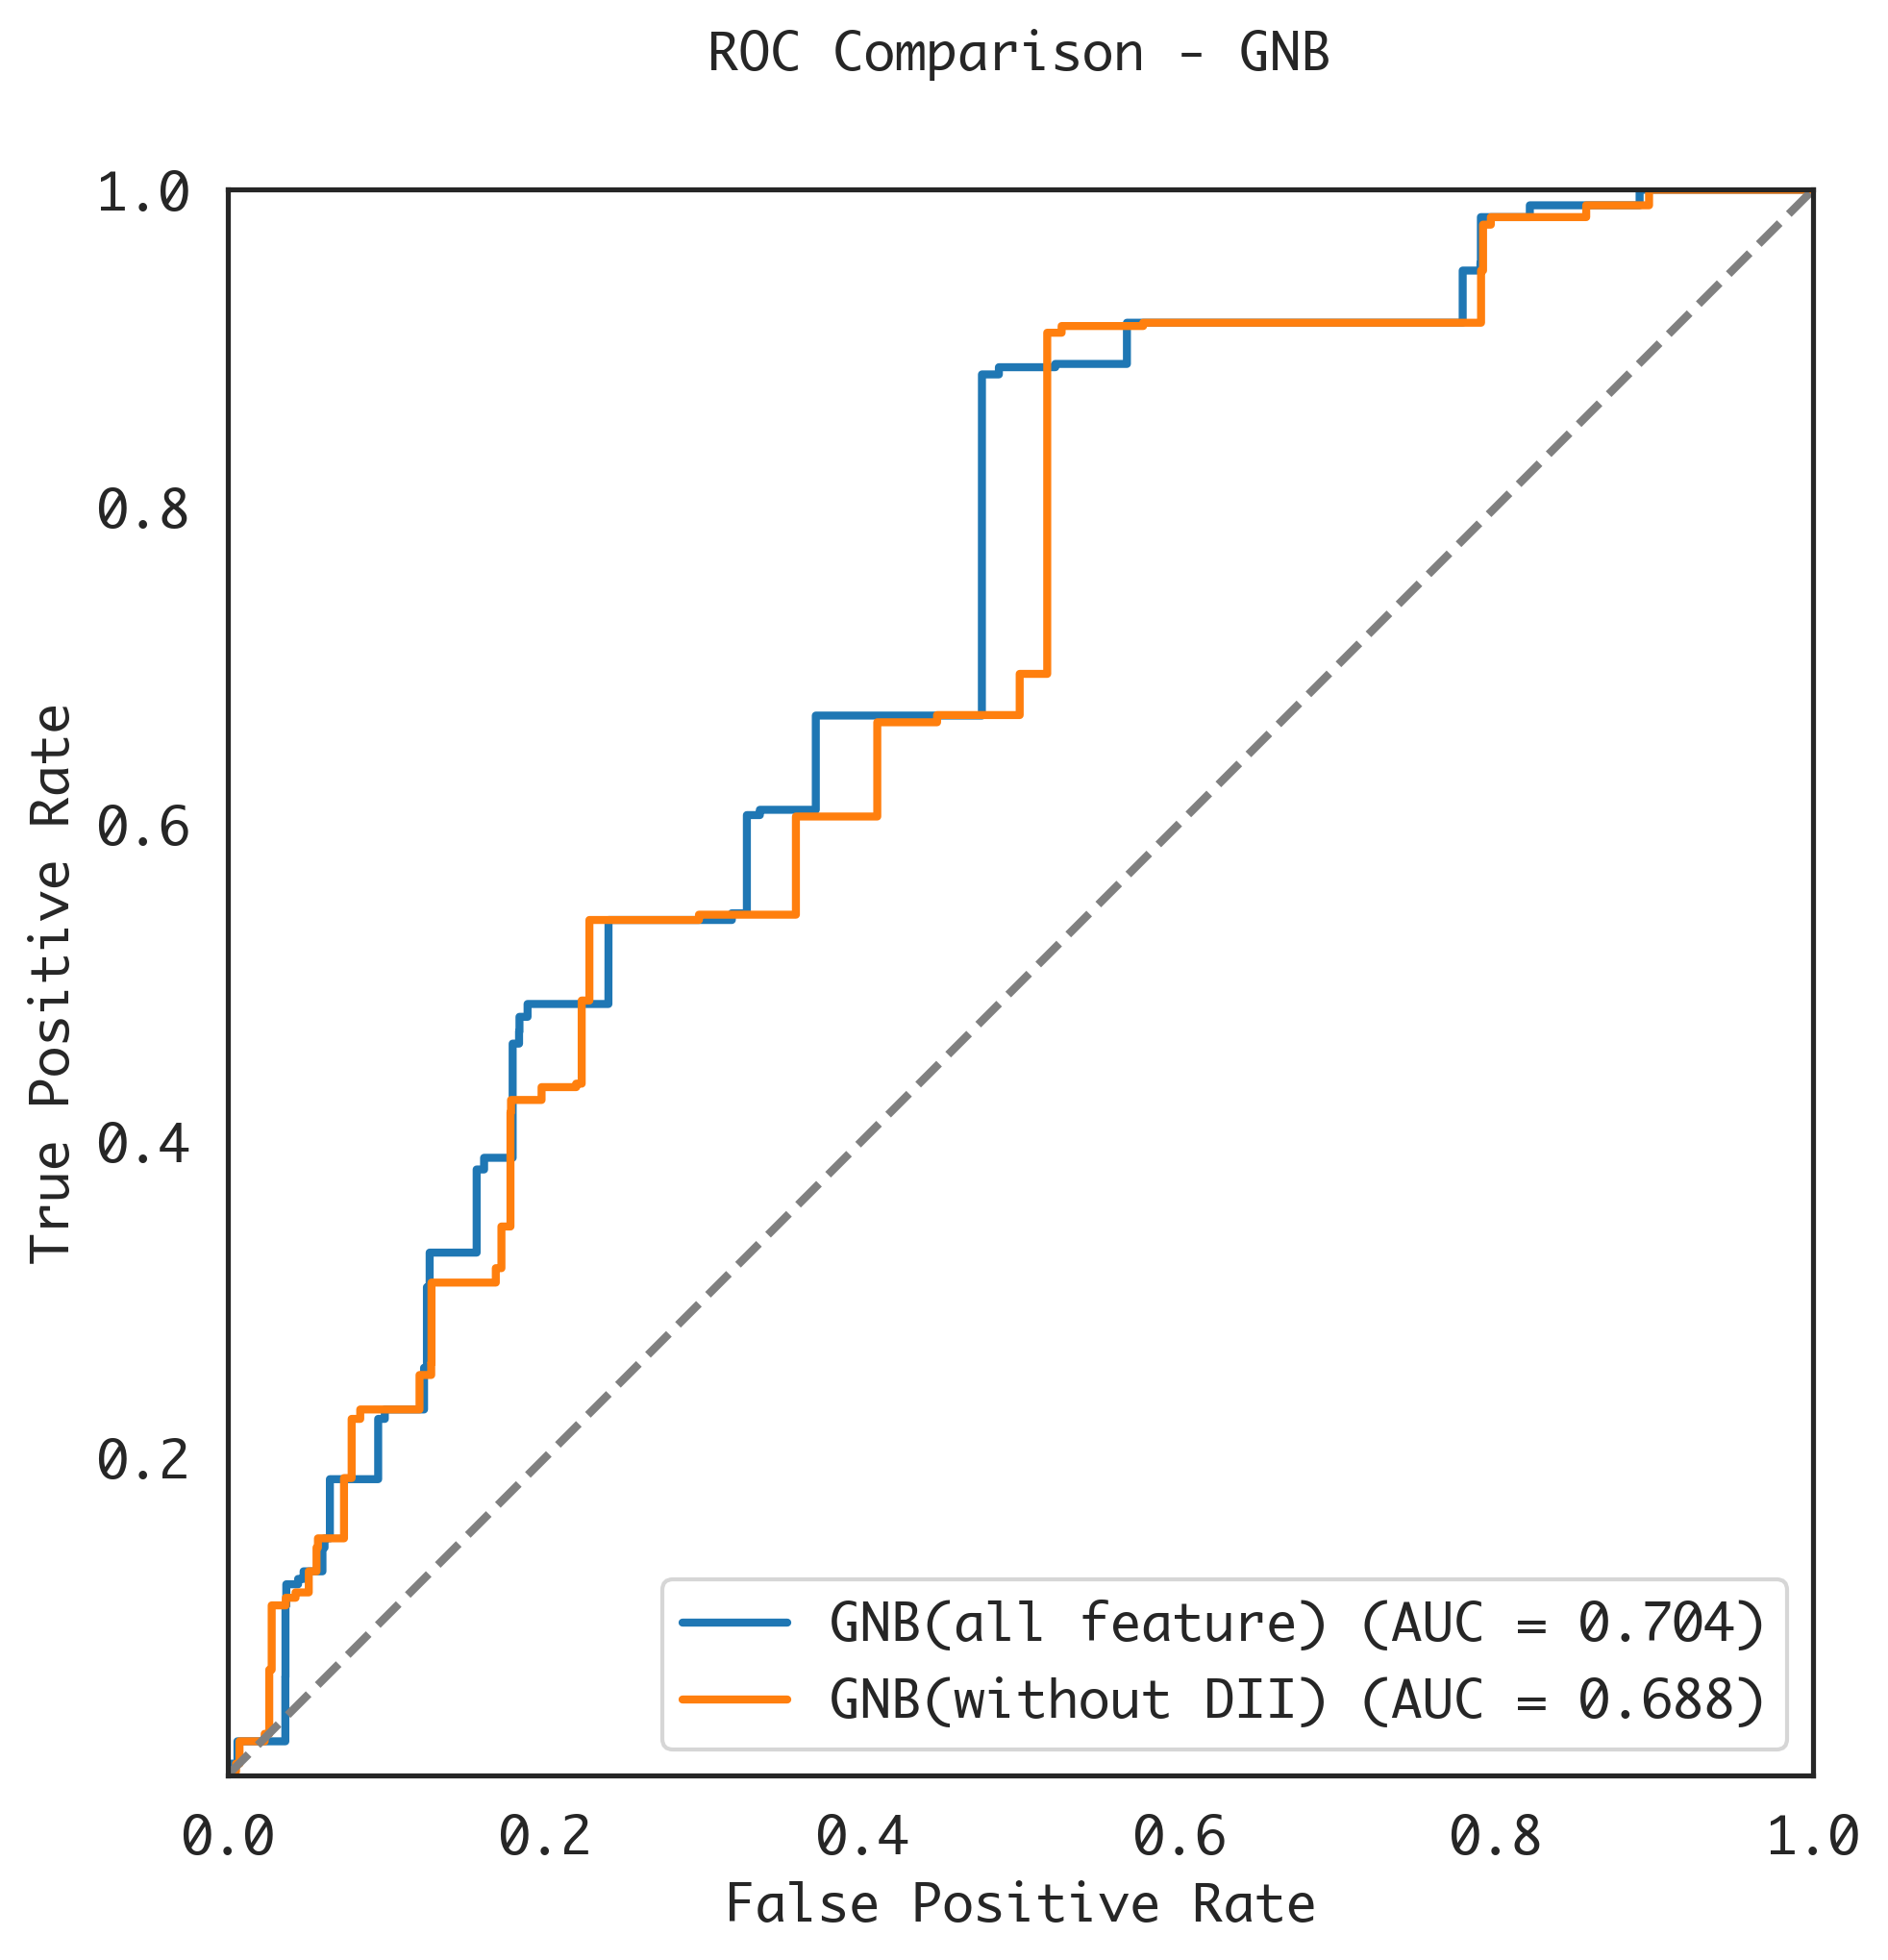 ROC Comparison - GNB
1.0
0.8
0.6
0.4
0.2
True Positive Rate
GNB(all feature) (AUC = 0.704)
GNB(without DII) (AUC = 0.688)
0.0 0.2 0.4 0.6 0.8 1.0
False Positive Rate